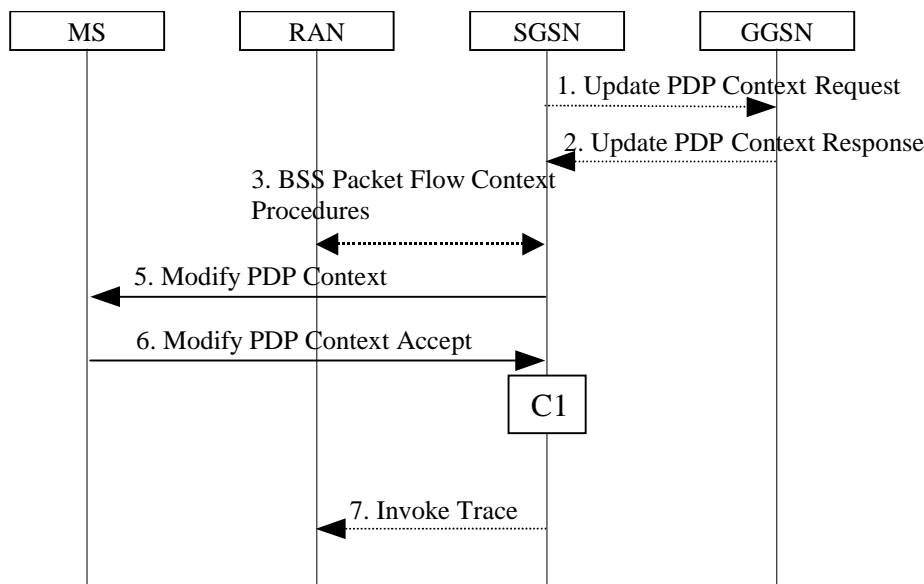 MS
RAN
SGSN
GGSN
1. Update PDP Context Request
2. Update PDP Context Response
3. BSS Packet Flow Context
Procedures
5. Modify PDP Context
6. Modify PDP Context Accept
C1
7. Invoke Trace